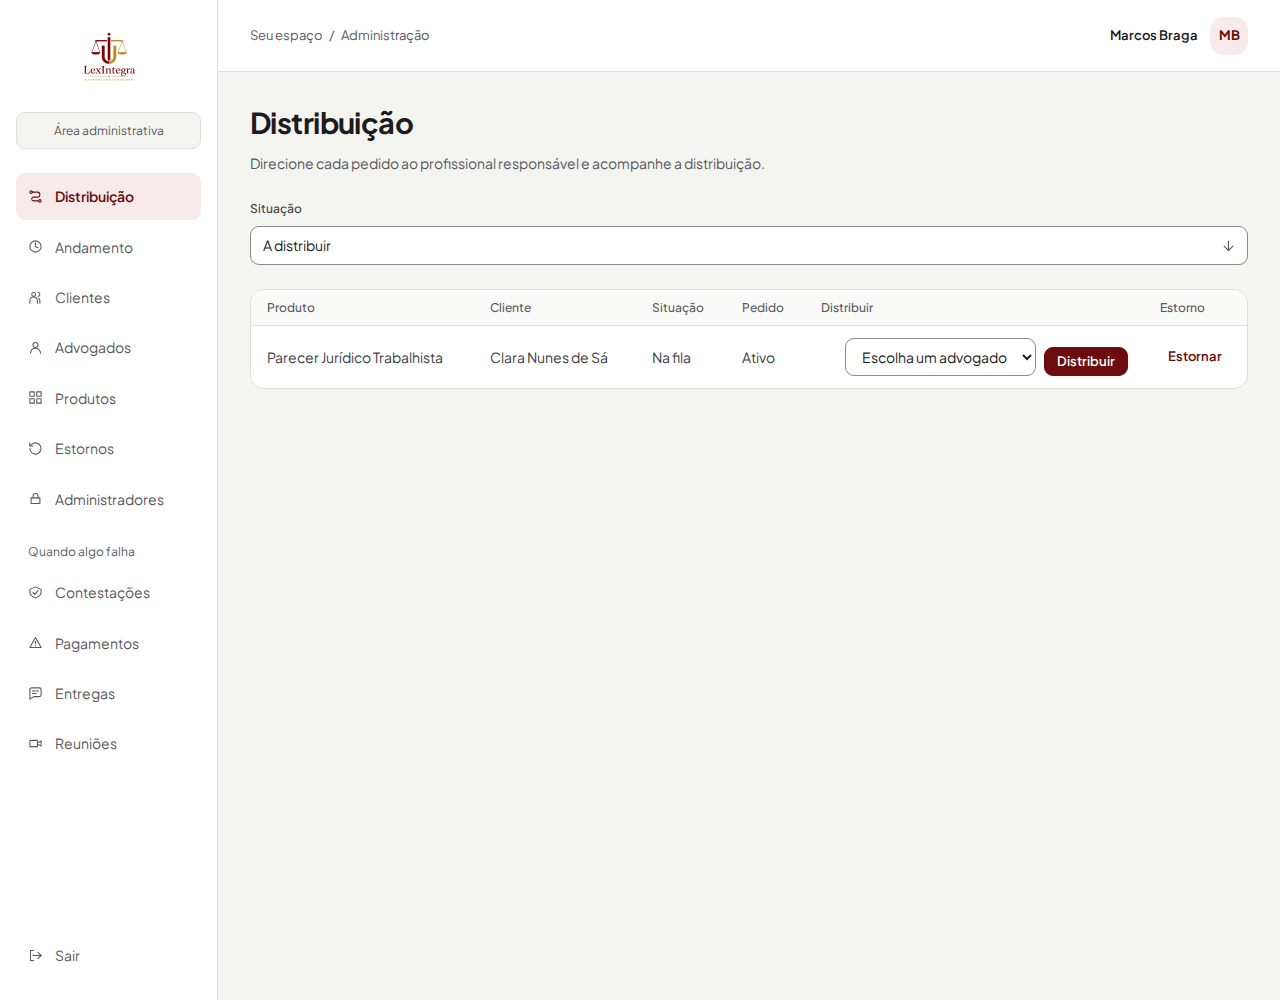 LexIntegra
Área administrativa
Distribuição
Andamento
Clientes
Advogados
Produtos
Estornos
Administradores
Quando algo falha
Contestações
Pagamentos
Entregas
Reuniões
Sair
Seu espaço / Administração
Marcos Braga MB
Distribuição
Direcione cada pedido ao profissional responsável e acompanhe a distribuição.
Situação
A distribuir
Produto Cliente Situação Pedido Distribuir Estorno
Parecer Jurídico Trabalhista Clara Nunes de Sá Na fila Ativo Escolha um advogado Distribuir Estornar